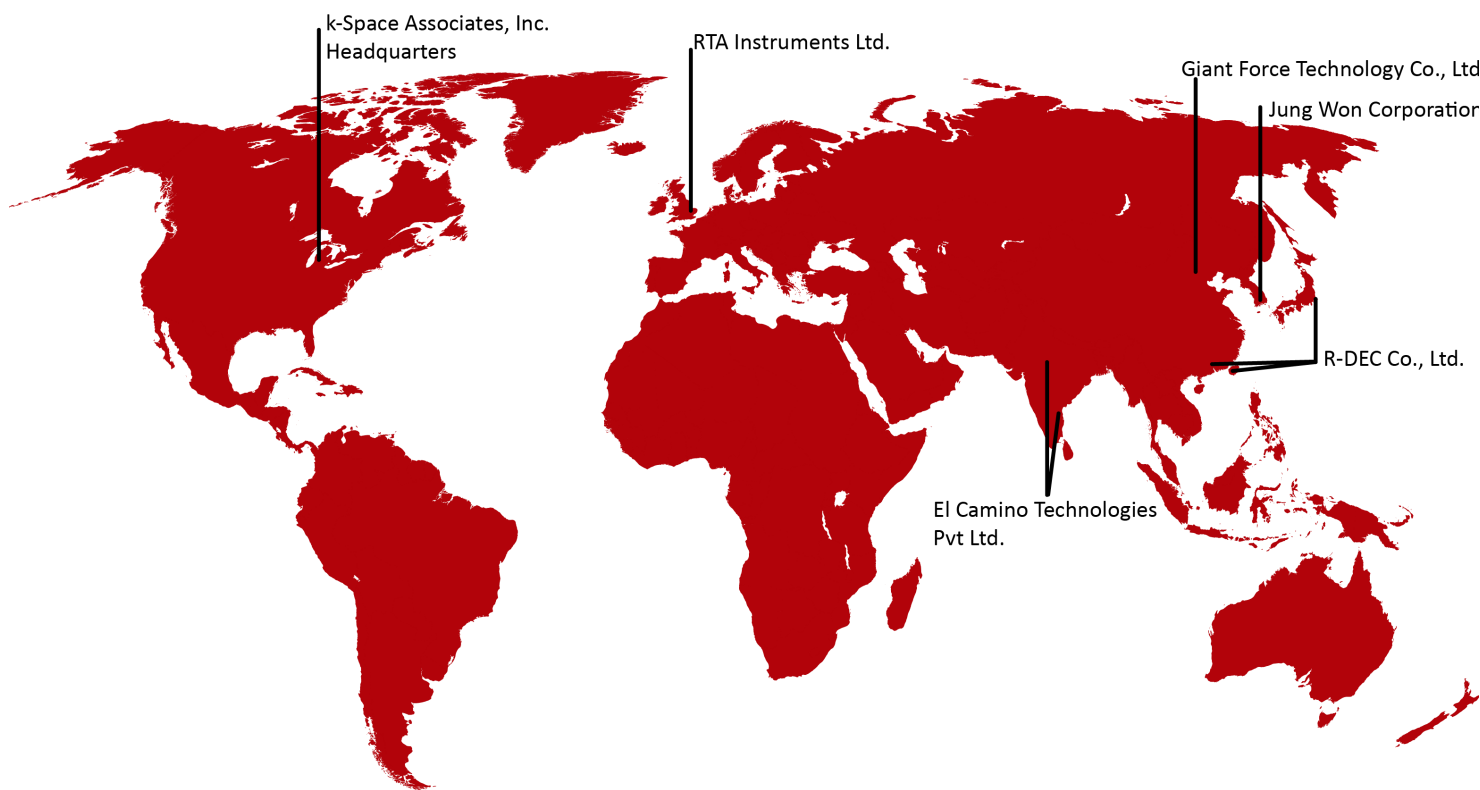 k-Space Associates, Inc.
Headquarters
RTA Instruments Ltd.
Giant Force Technology Co., Ltd
Jung Won Corporation
R-DEC Co., Ltd.
El Camino Technologies
Pvt Ltd.